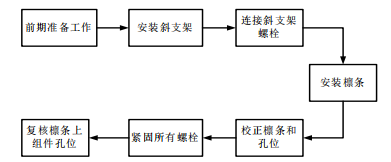 前期准备工作
安装斜支架
连接斜支架
螺栓
安装檩条
校正檩条和
孔位
紧固所有螺栓
复核檩条上
组件孔位